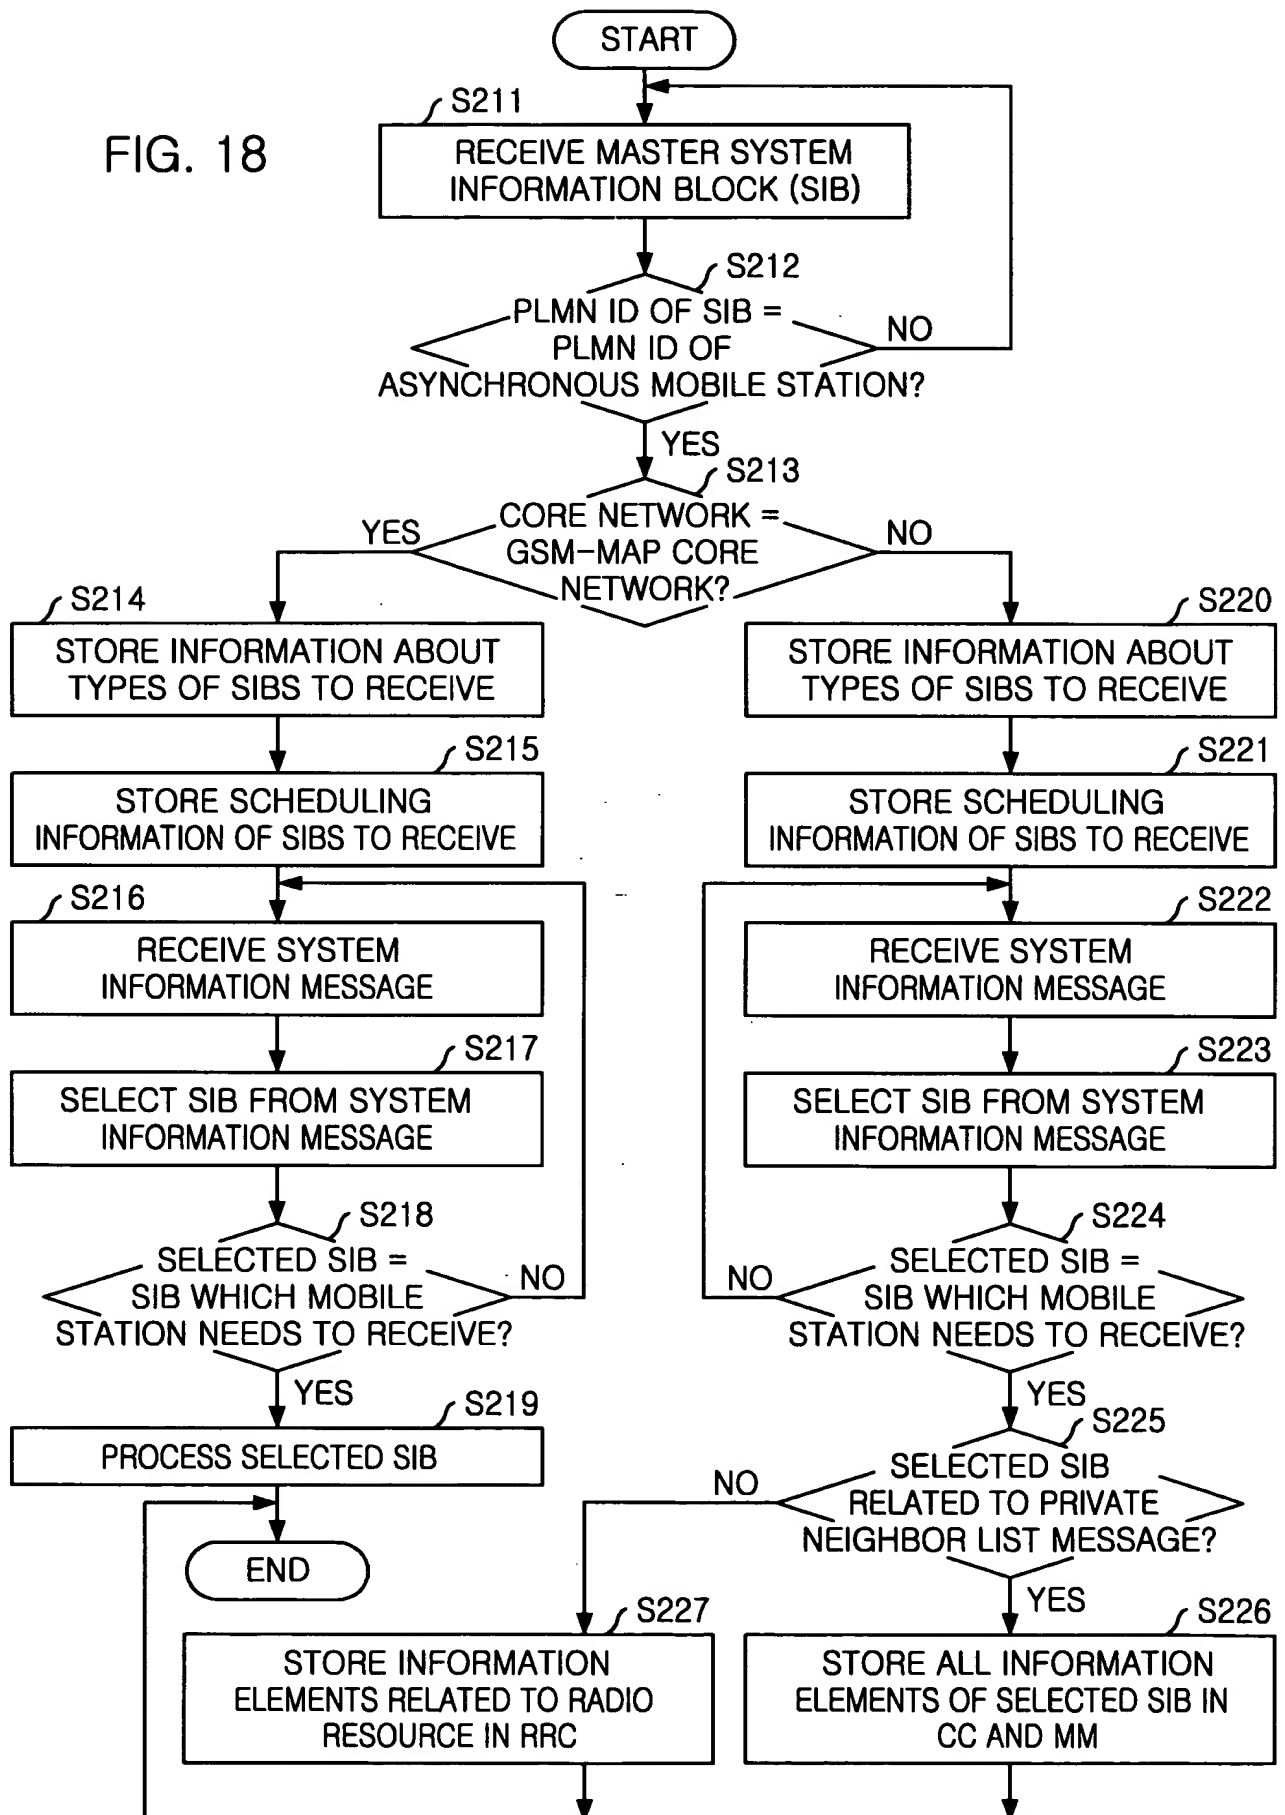 START
FIG. 18
S211
RECEIVE MASTER SYSTEM
INFORMATION BLOCK (SIB)
S212
PLMN ID OF SIB =
PLMN ID OF
ASYNCHRONOUS MOBILE STATION?
NO
YES
S213
CORE NETWORK =
GSM-MAP CORE
NETWORK?
YES
NO
S214
STORE INFORMATION ABOUT
TYPES OF SIBS TO RECEIVE
S215
STORE SCHEDULING
INFORMATION OF SIBS TO RECEIVE
S216
RECEIVE SYSTEM
INFORMATION MESSAGE
S217
SELECT SIB FROM SYSTEM
INFORMATION MESSAGE
S218
SELECTED SIB =
SIB WHICH MOBILE
STATION NEEDS TO RECEIVE?
NO
YES
S219
PROCESS SELECTED SIB
END
S220
STORE INFORMATION ABOUT
TYPES OF SIBS TO RECEIVE
S221
STORE SCHEDULING
INFORMATION OF SIBS TO RECEIVE
S222
RECEIVE SYSTEM
INFORMATION MESSAGE
S223
SELECT SIB FROM SYSTEM
INFORMATION MESSAGE
S224
SELECTED SIB =
SIB WHICH MOBILE
STATION NEEDS TO RECEIVE?
NO
YES
S225
SELECTED SIB
RELATED TO PRIVATE
NEIGHBOR LIST MESSAGE?
NO
YES
S227
STORE INFORMATION
ELEMENTS RELATED TO RADIO
RESOURCE IN RRC
S226
STORE ALL INFORMATION
ELEMENTS OF SELECTED SIB IN
CC AND MM